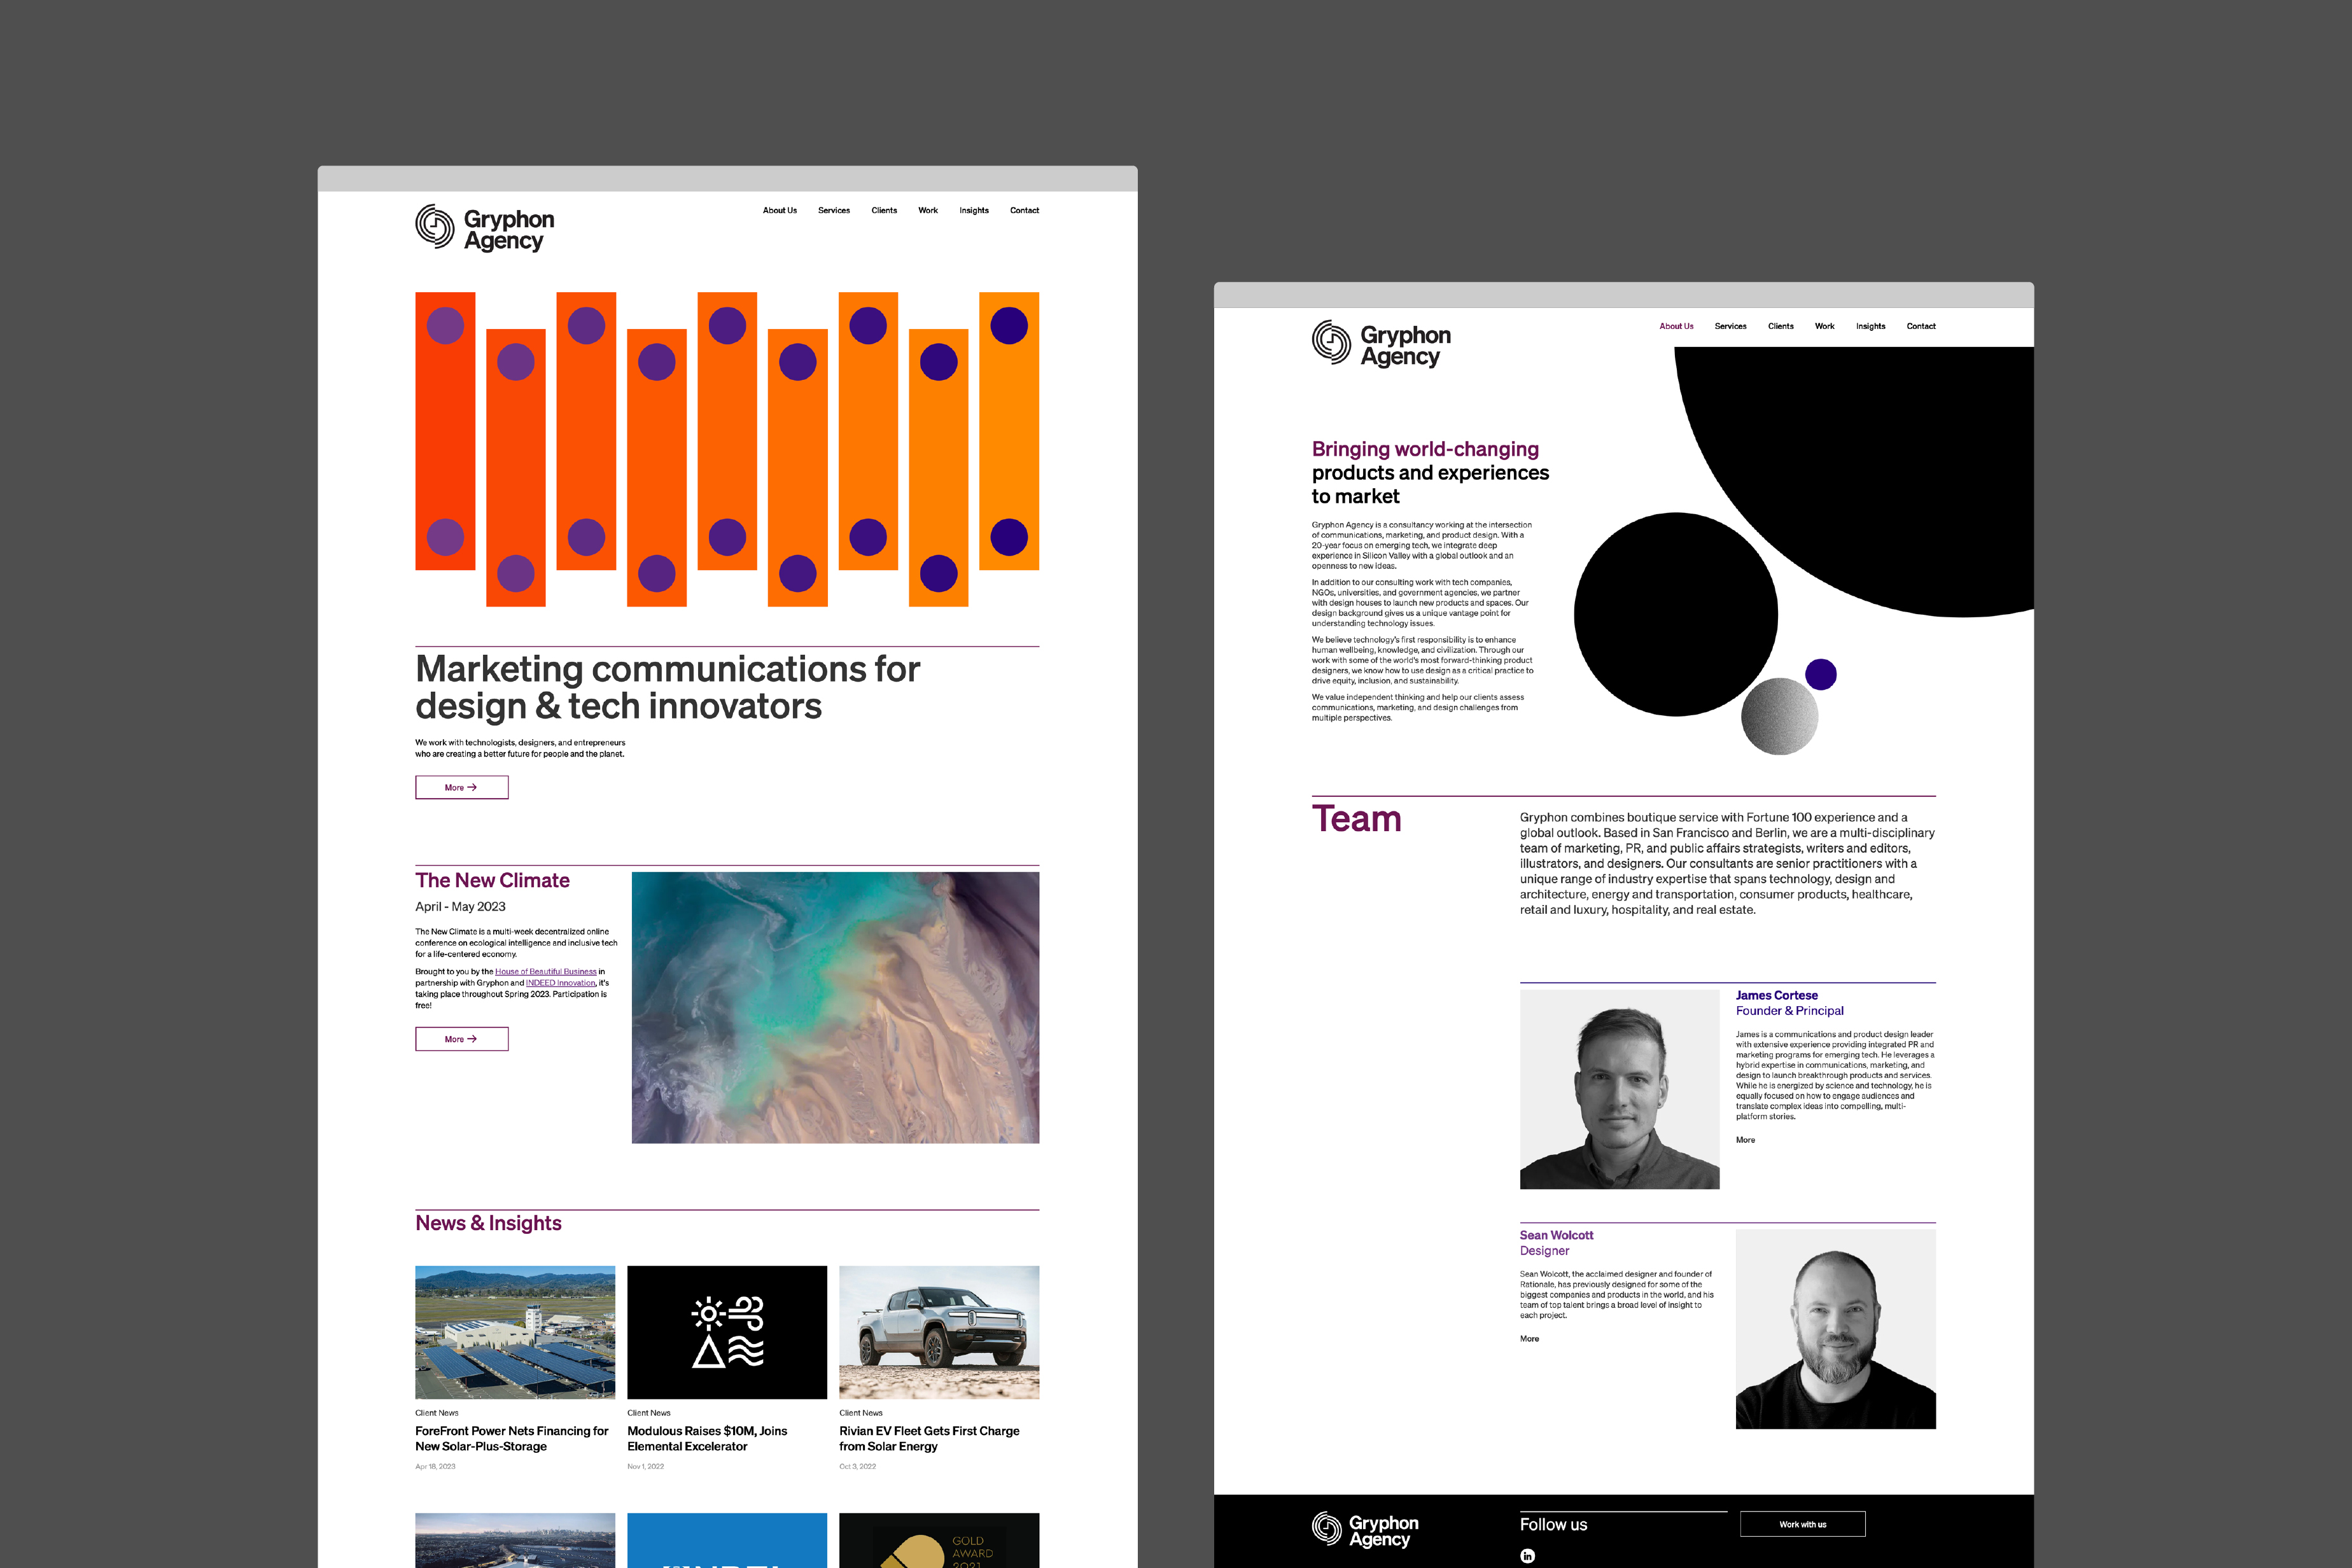 Gryphon
Agency
About Us Services Clients Work Insights Contact
Marketing communications for
design & tech innovators
We work with technologists, designers, and entrepreneurs
who are creating a better future for people and the planet.
More →
The New Climate
April - May 2023
The New Climate is a multi-week decentralized online
conference on ecological intelligence and inclusive tech
for a life-centered economy.
Brought to you by the House of Beautiful Business in
partnership with Gryphon and INDEED Innovation, it's
taking place throughout Spring 2023. Participation is
free!
More →
News & Insights
Client News
ForeFront Power Nets Financing for
New Solar-Plus-Storage
Apr 18, 2023
Client News
Modulous Raises $10M, Joins
Elemental Excelerator
Nov 1, 2022
Client News
Rivian EV Fleet Gets First Charge
from Solar Energy
Oct 3, 2022
GOLD
AWARD
2021
Gryphon
Agency
About Us Services Clients Work Insights Contact
Bringing world-changing
products and experiences
to market
Gryphon Agency is a consultancy working at the intersection
of communications, marketing, and product design. With a
20-year focus on emerging tech, we integrate deep
experience in Silicon Valley with a global outlook and an
openness to new ideas.
In addition to our consulting work with tech companies,
NGOs, universities, and government agencies, we partner
with design houses to launch new products and spaces. Our
design background gives us a unique vantage point for
understanding technology issues.
We believe technology's first responsibility is to enhance
human wellbeing, knowledge, and civilization. Through our
work with some of the world's most forward-thinking product
designers, we know how to use design as a critical practice to
drive equity, inclusion, and sustainability.
We value independent thinking and help our clients assess
communications, marketing, and design challenges from
multiple perspectives.
Team
Gryphon combines boutique service with Fortune 100 experience and a
global outlook. Based in San Francisco and Berlin, we are a multi-disciplinary
team of marketing, PR, and public affairs strategists, writers and editors,
illustrators, and designers. Our consultants are senior practitioners with a
unique range of industry expertise that spans technology, design and
architecture, energy and transportation, consumer products, healthcare,
retail and luxury, hospitality, and real estate.
James Cortese
Founder & Principal
James is a communications and product design leader
with extensive experience providing integrated PR and
marketing programs for emerging tech. He leverages a
hybrid expertise in communications, marketing, and
design to launch breakthrough products and services.
While he is energized by science and technology, he is
equally focused on how to engage audiences and
translate complex ideas into compelling, multi-
platform stories.
More
Sean Wolcott
Designer
Sean Wolcott, the acclaimed designer and founder of
Rationale, has previously designed for some of the
biggest companies and products in the world, and his
team of top talent brings a broad level of insight to
each project.
More
Gryphon
Agency
Follow us
in
Work with us